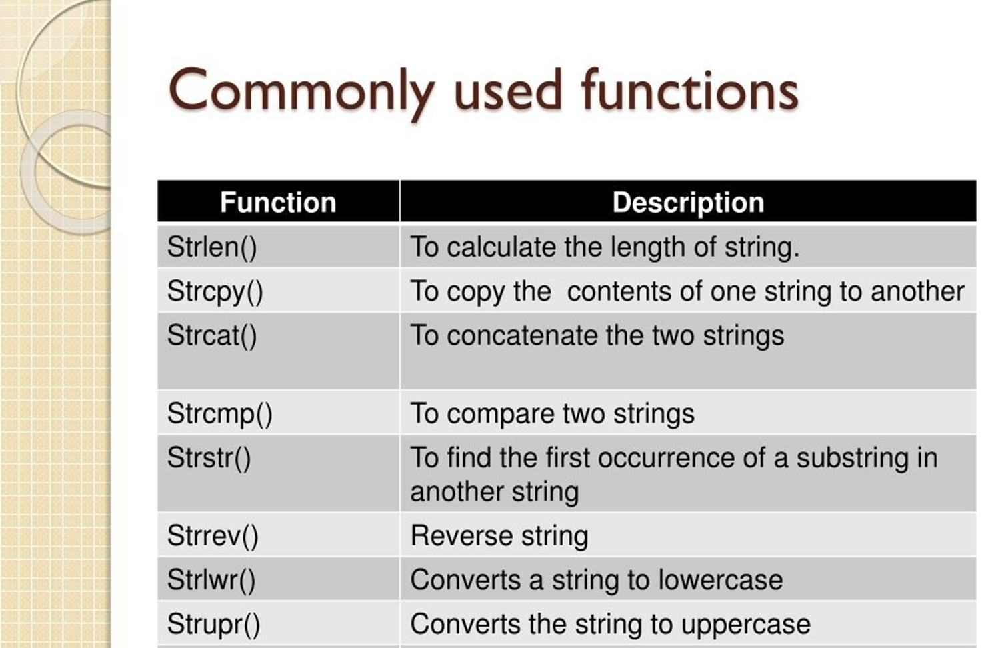 Commonly used functions
Function Description
Strlen() To calculate the length of string.
Strcpy() To copy the  contents of one string to another
Strcat() To concatenate the two strings
Strcmp() To compare two strings
Strstr() To find the first occurrence of a substring in
another string
Strrev() Reverse string
Strlwr() Converts a string to lowercase
Strupr() Converts the string to uppercase